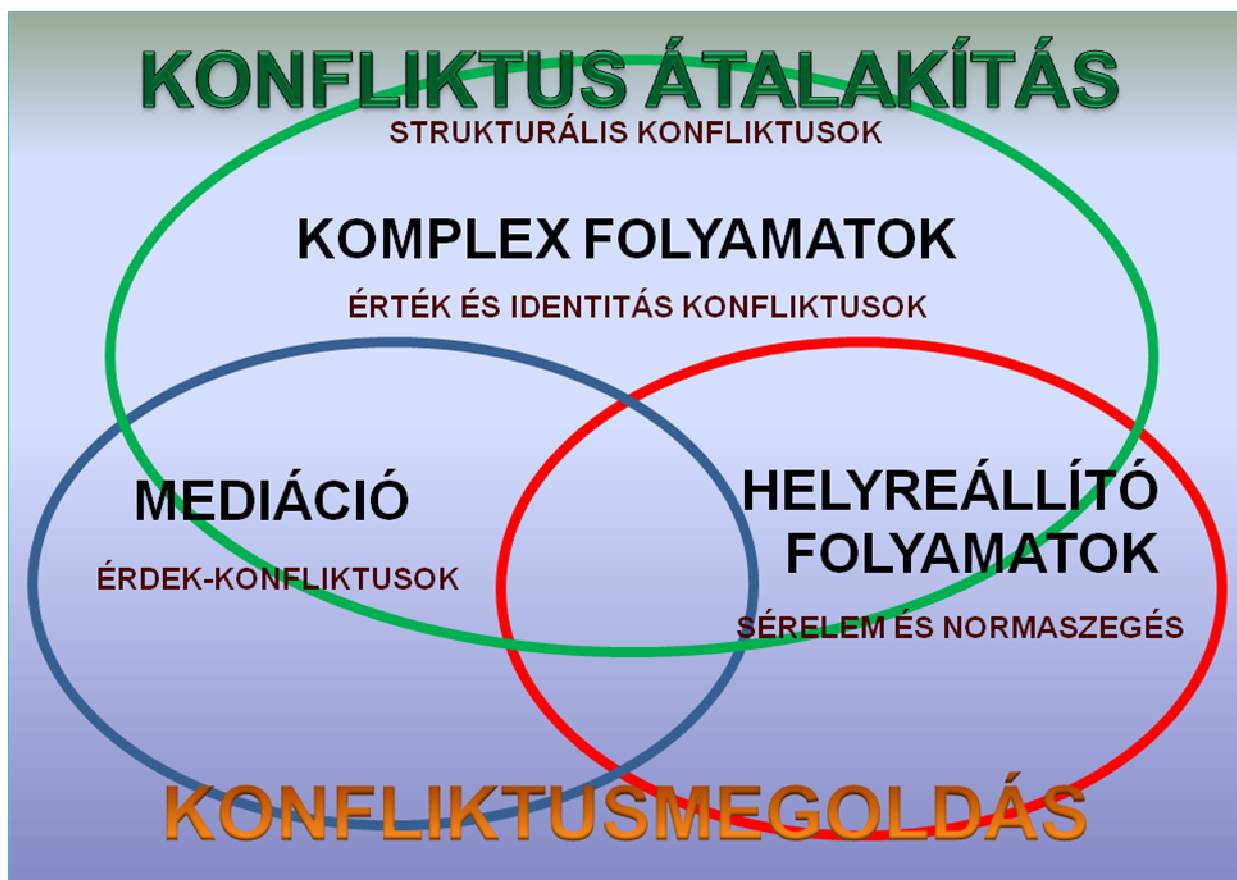 KONFLIKTUS ÁTALAKÍTÁS
STRUKTURÁLIS KONFLIKTUSOK
KOMPLEX FOLYAMATOK
ÉRTÉK ÉS IDENTITÁS KONFLIKTUSOK
MEDIÁCIÓ
ÉRDEK-KONFLIKTUSOK
HELYREÁLLÍTÓ
FOLYAMATOK
SÉRELEM ÉS NORMASZEGÉS
KONFLIKTUSMEGOLDÁS